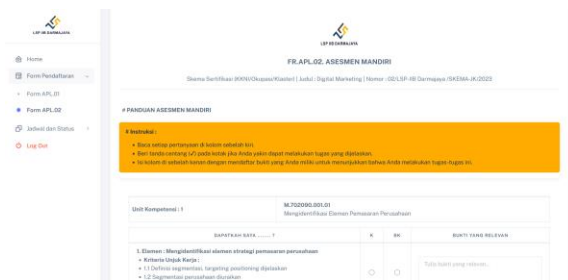 LSP IIB DARMAJAYA
Home
Form Pendaftaran
Form APL.01
Form APL.02
Jadwal dan Status
Log Out
LSP IIB DARMAJAYA
FR.APL.02. ASESMEN MANDIRI
Skema Sertifikasi (KKNI/Okupasi/Klaster) | Judul : Digital Marketing | Nomor : 02/LSP-IIB Darmajaya /SKEMA-JK/2023
# PANDUAN ASESMEN MANDIRI
# Instruksi :
• Baca setiap pertanyaan di kolom sebelah kiri.
• Beri tanda centang (✓) pada kotak jika Anda yakin dapat melakukan tugas yang dijelaskan.
• Isi kolom di sebelah kanan dengan mendaftar bukti yang Anda miliki untuk menunjukkan bahwa Anda melakukan tugas-tugas ini.
Unit Kompetensi : 1
M.702090.001.01
Mengidentifikasi Elemen Pemasaran Perusahaan
DAPATKAH SAYA ........ ? K BK BUKTI YANG RELEVAN
1. Elemen : Mengidentifikasi elemen strategi pemasaran perusahaan
• Kriteria Unjuk Kerja :
• 1.1 Definisi segmentasi, targeting positioning dijelaskan
• 1.2 Segmentasi perusahaan diuraikan
Tulis bukti yang relevan...